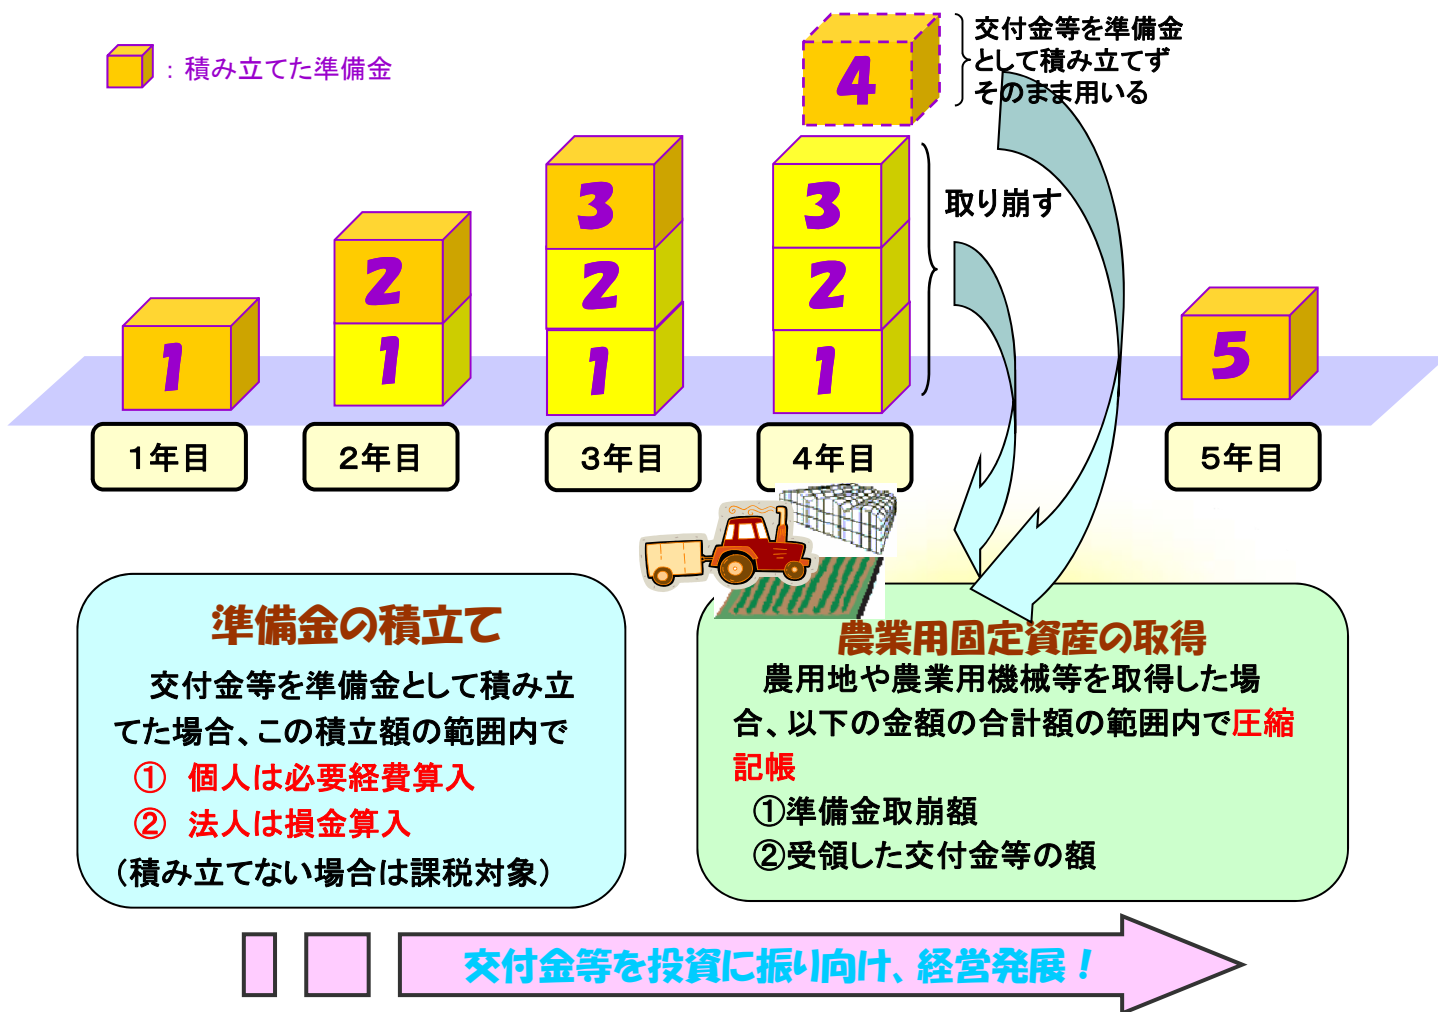 ：積み立てた準備金
4
交付金等を準備金
として積み立てず
そのまま用いる
取り崩す
1
2
1
3
2
1
3
2
1
5
１年目
２年目
３年目
４年目
５年目
準備金の積立て
交付金等を準備金として積み立
てた場合、この積立額の範囲内で
① 個人は必要経費算入
② 法人は損金算入
（積み立てない場合は課税対象）
農業用固定資産の取得
農用地や農業用機械等を取得した場
合、以下の金額の合計額の範囲内で圧縮
記帳
①準備金取崩額
②受領した交付金等の額
交付金等を投資に振り向け、経営発展！